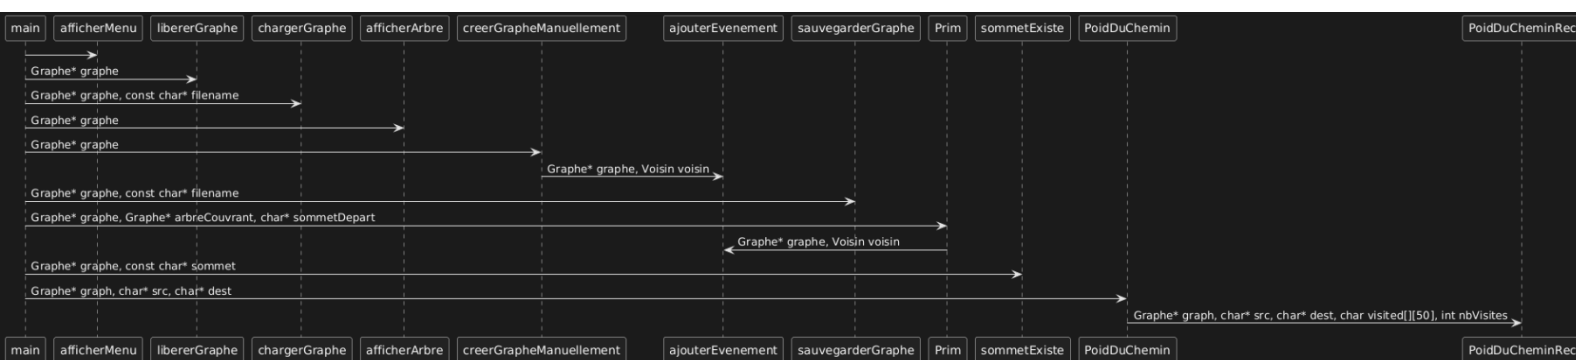 main afficherMenu libererGraphe chargerGraphe afficherArbre creerGrapheManuellement ajouterEvenement sauvegarderGraphe Prim sommetExiste PoidDuChemin PoidDuCheminRec
Graphe* graphe
Graphe* graphe, const char* filename
Graphe* graphe
Graphe* graphe
Graphe* graphe, Voisin voisin
Graphe* graphe, const char* filename
Graphe* graphe, Graphe* arbreCouvrant, char* sommetDepart
Graphe* graphe, Voisin voisin
Graphe* graphe, const char* sommet
Graphe* graph, char* src, char* dest
Graphe* graph, char* src, char* dest, char visited[][50], int nbVisites
main afficherMenu libererGraphe chargerGraphe afficherArbre creerGrapheManuellement ajouterEvenement sauvegarderGraphe Prim sommetExiste PoidDuChemin PoidDuCheminRec